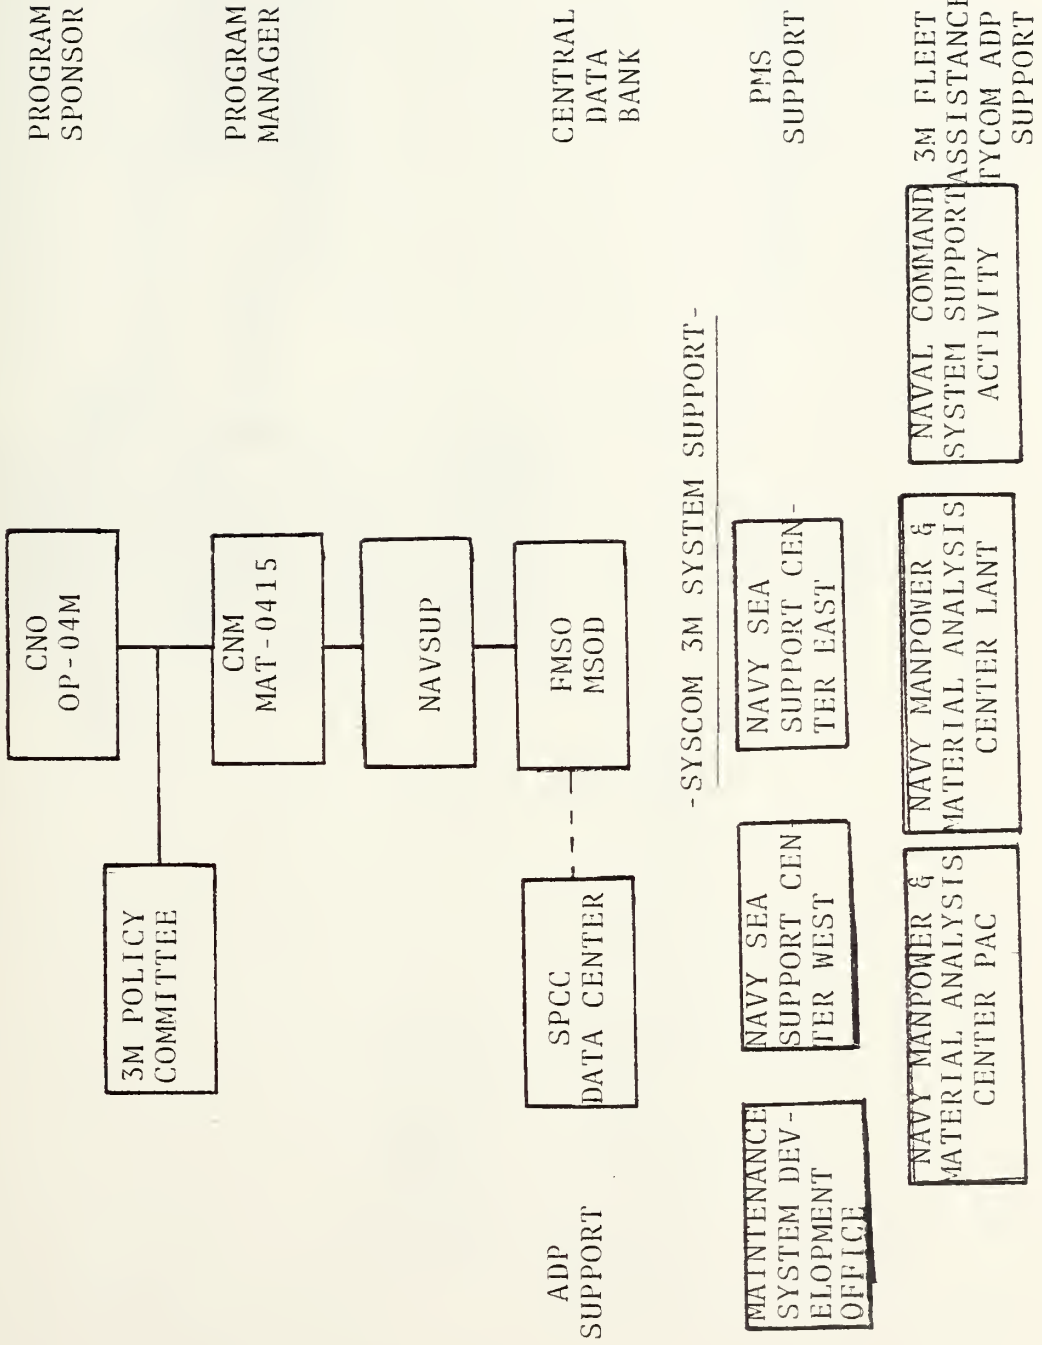 CNO
OP-04M
PROGRAM
SPONSOR
3M POLICY
COMMITTEE
CNM
MAT-0415
PROGRAM
MANAGER
NAVSUP
ADP
SUPPORT
SPCC
DATA CENTER
FMSO
MSOD
CENTRAL
DATA
BANK
-SYSCOM 3M SYSTEM SUPPORT-
MAINTENANCE
SYSTEM DEV-
ELOPMENT
OFFICE
NAVY SEA
SUPPORT CEN
TER WEST
NAVY SEA
SUPPORT CEN-
TER EAST
PMS
SUPPORT
NAVY MANPOWER &
MATERIAL ANALYSIS
CENTER PAC
NAVY MANPOWER &
MATERIAL ANALYSIS
CENTER LANT
NAVAL COMMAND
SYSTEM SUPPORT
ACTIVITY
3M FLEET
ASSISTANCE
TYCOM ADP
SUPPORT